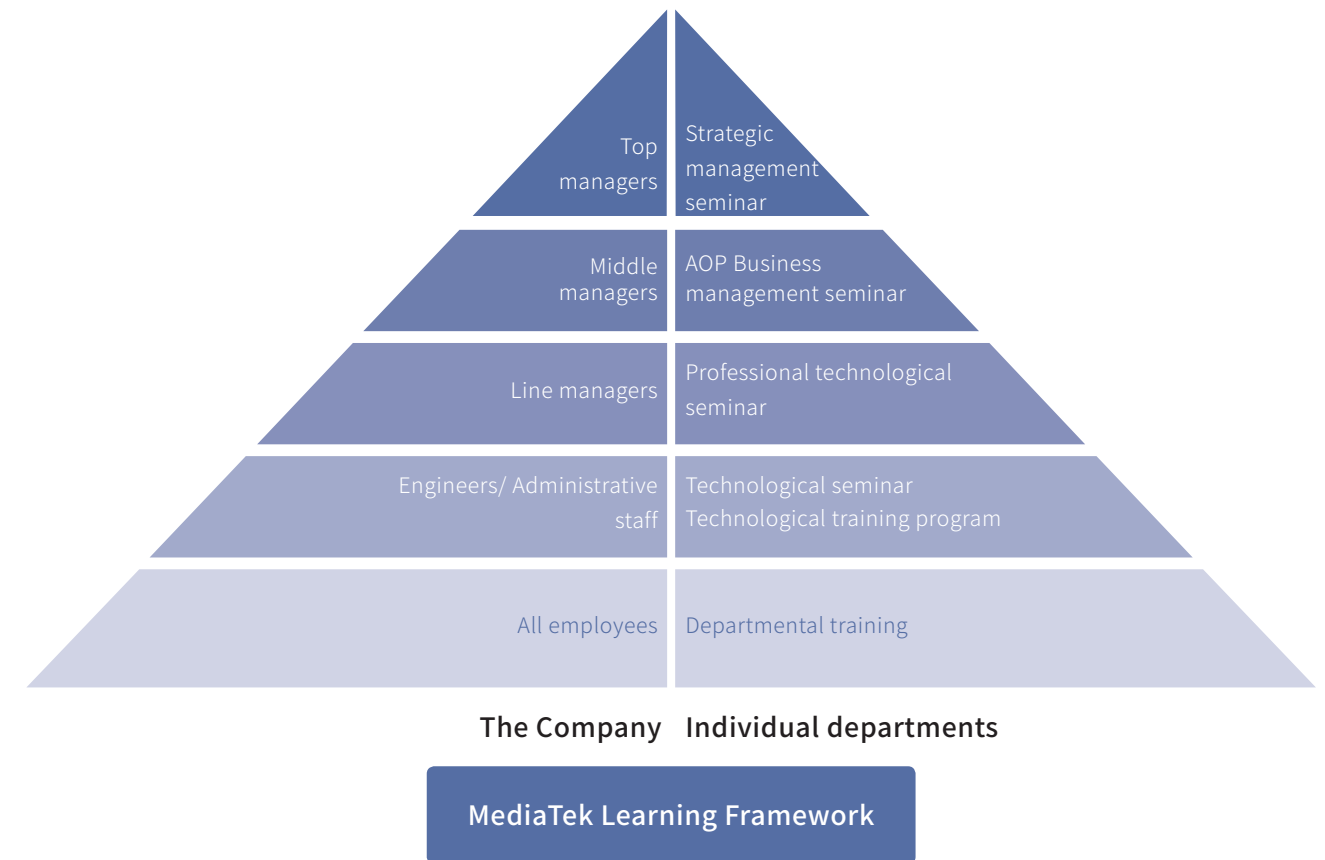 Top
managers
Strategic
management
seminar
Middle
managers
AOP Business
management seminar
Line managers
Professional technological
seminar
Engineers/ Administrative
staff
Technological seminar
Technological training program
All employees
Departmental training
The Company
Individual departments
MediaTek Learning Framework